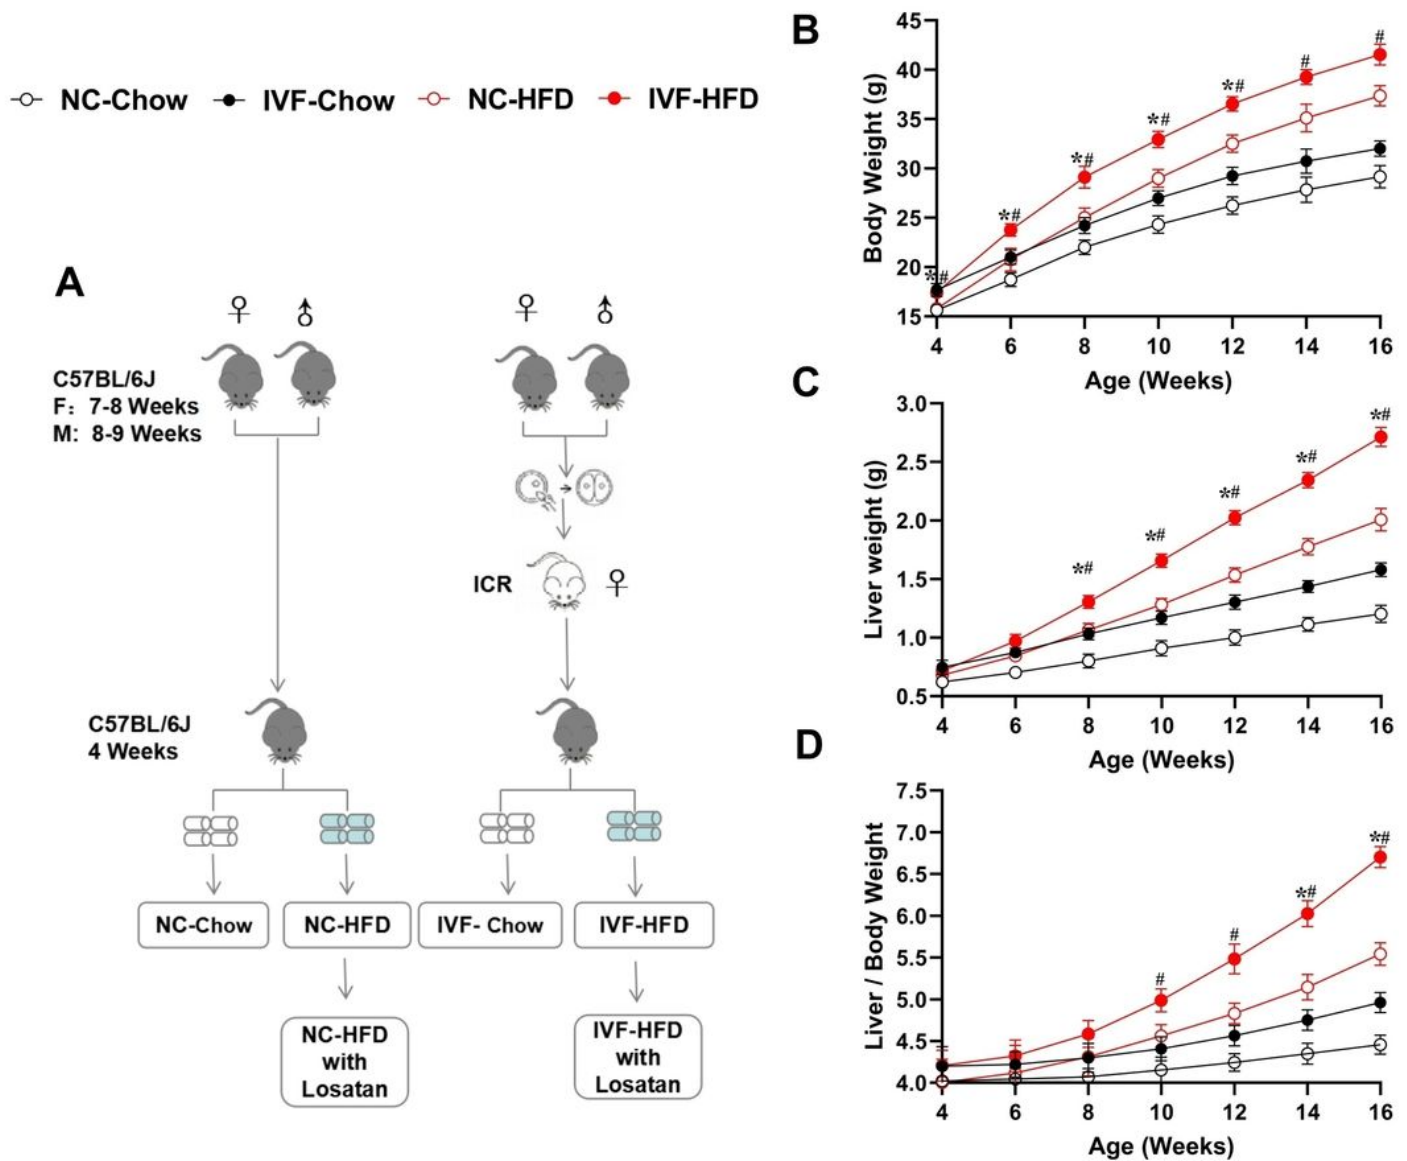 NC-Chow IVF-Chow NC-HFD IVF-HFD
A
♀ ♂ ♀ ♂
C57BL/6J
F: 7-8 Weeks
M: 8-9 Weeks
ICR ♀
C57BL/6J
4 Weeks
NC-Chow NC-HFD IVF- Chow IVF-HFD
NC-HFD
with
Losatan
IVF-HFD
with
Losatan
B
Body Weight (g)
45
40
35
30
25
20
15
*# *# *# *# *# # #
4 6 8 10 12 14 16
Age (Weeks)
C
Liver weight (g)
3.0
2.5
2.0
1.5
1.0
0.5
*# *# *# *# *#
4 6 8 10 12 14 16
Age (Weeks)
D
Liver / Body Weight
7.5
7.0
6.5
6.0
5.5
5.0
4.5
4.0
# # *# *#
4 6 8 10 12 14 16
Age (Weeks)